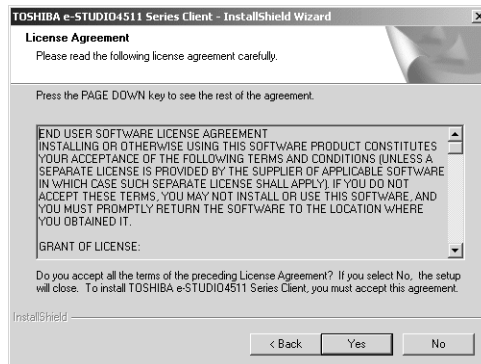 TOSHIBA e-STUDIO4511 Series Client - InstallShield Wizard
License Agreement
Please read the following license agreement carefully.
Press the PAGE DOWN key to see the rest of the agreement.
END USER SOFTWARE LICENSE AGREEMENT
INSTALLING OR OTHERWISE USING THIS SOFTWARE PRODUCT CONSTITUTES
YOUR ACCEPTANCE OF THE FOLLOWING TERMS AND CONDITIONS (UNLESS A
SEPARATE LICENSE IS PROVIDED BY THE SUPPLIER OF APPLICABLE SOFTWARE
IN WHICH CASE SUCH SEPARATE LICENSE SHALL APPLY). IF YOU DO NOT
ACCEPT THESE TERMS, YOU MAY NOT INSTALL OR USE THIS SOFTWARE, AND
YOU MUST PROMPTLY RETURN THE SOFTWARE TO THE LOCATION WHERE
YOU OBTAINED IT.
GRANT OF LICENSE:
Do you accept all the terms of the preceding License Agreement? If you select No, the setup
will close. To install TOSHIBA e-STUDIO4511 Series Client, you must accept this agreement.
InstallShield
< Back Yes No